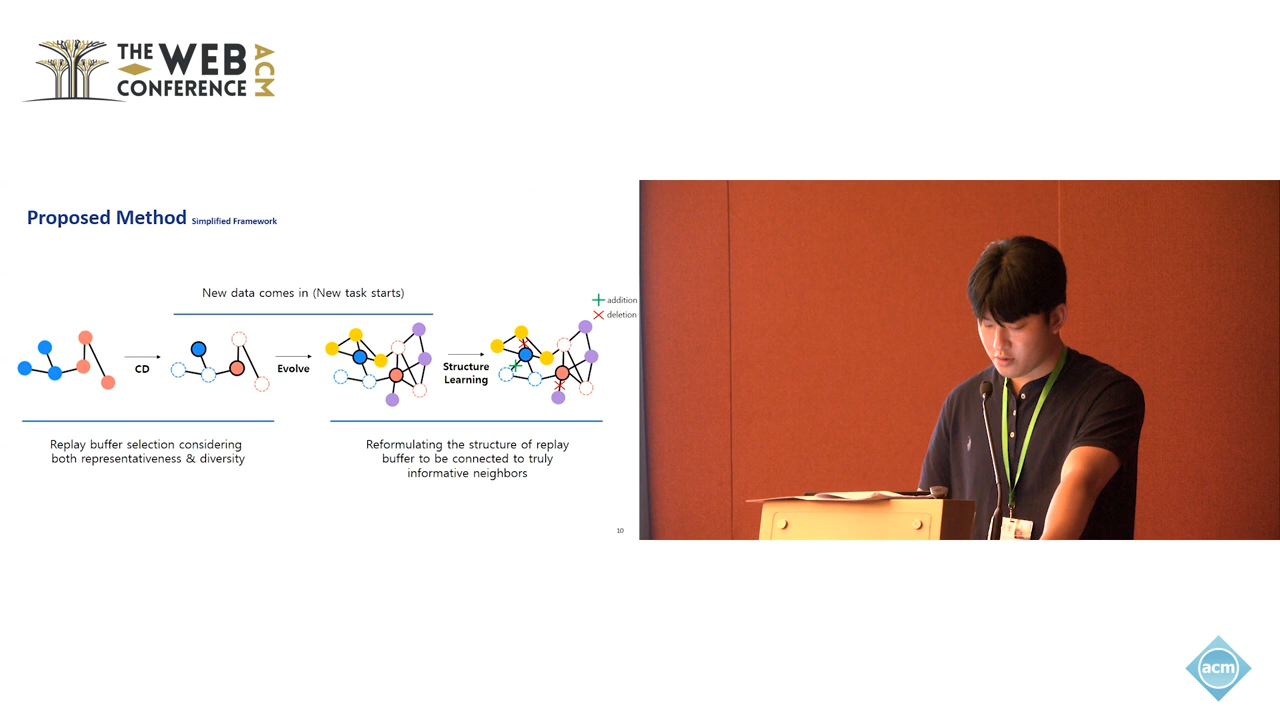 THE WEB
CONFERENCE
ACM
Proposed Method Simplified Framework
New data comes in (New task starts)
addition
deletion
CD
Evolve
Structure
Learning
Replay buffer selection considering
both representativeness & diversity
Reformulating the structure of replay
buffer to be connected to truly
informative neighbors
10
acm